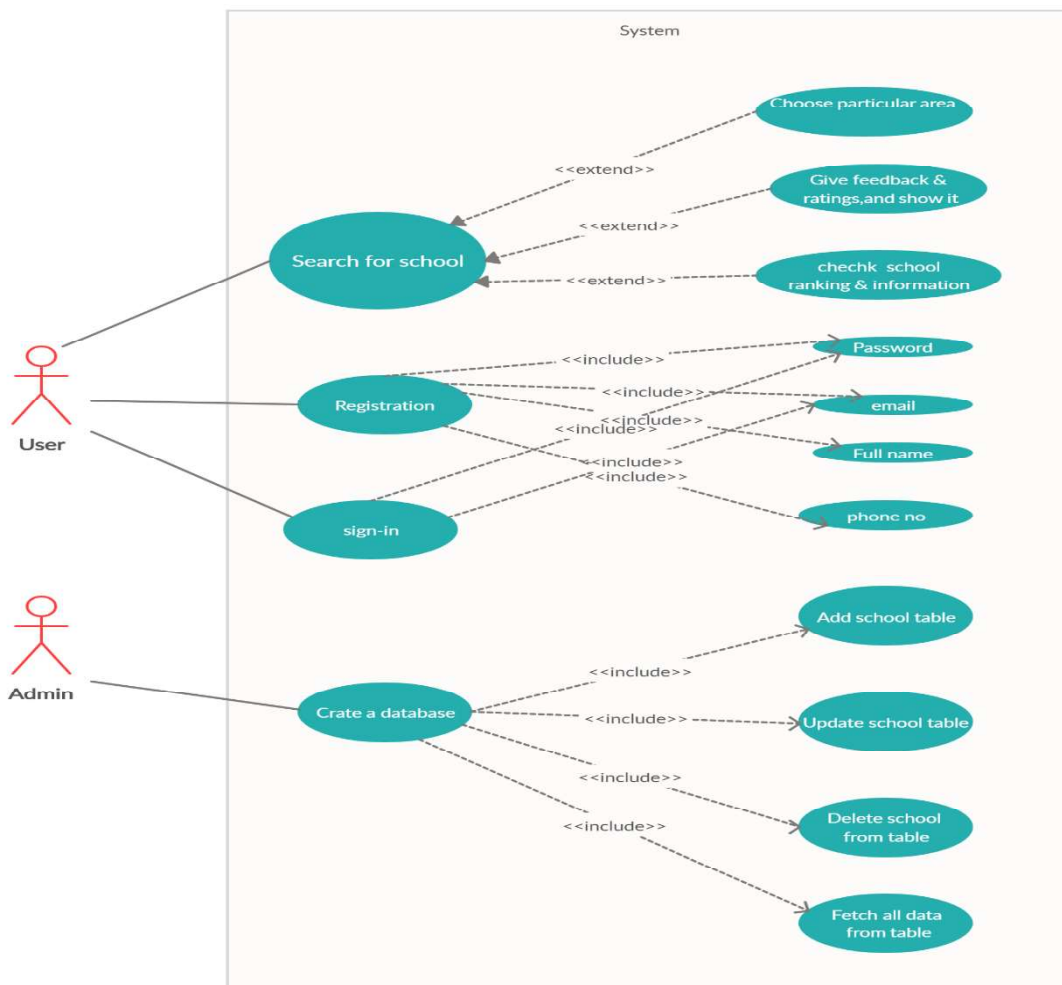 System
Choose particular area
<<extend>>
Give feedback &
ratings,and show it
<<extend>>
Search for school
chechk school
ranking & information
<<extend>>
Password
<<include>>
<<include>>
email
Registration
<<include>>
<<include>>
User
Full name
<<include>>
<<include>>
phone no
sign-in
Add school table
<<include>>
Admin
Crate a database
<<include>>
Update school table
<<include>>
Delete school
from table
<<include>>
Fetch all data
from table